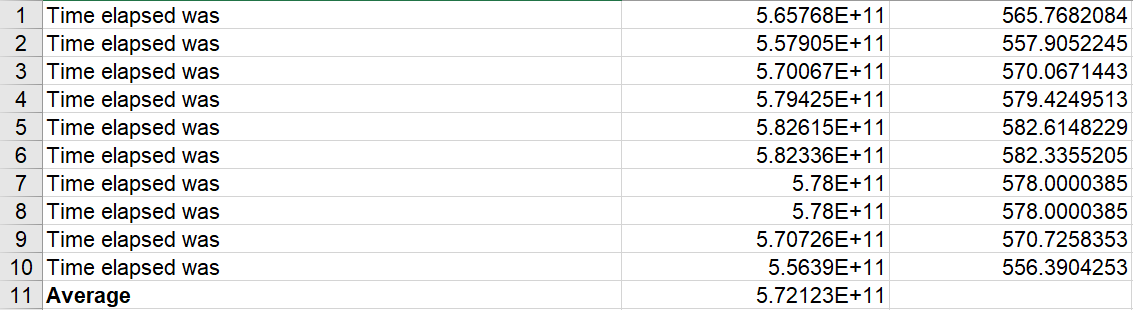 1 Time elapsed was 5.65768E+11 565.7682084
2 Time elapsed was 5.57905E+11 557.9052245
3 Time elapsed was 5.70067E+11 570.0671443
4 Time elapsed was 5.79425E+11 579.4249513
5 Time elapsed was 5.82615E+11 582.6148229
6 Time elapsed was 5.82336E+11 582.3355205
7 Time elapsed was 5.78E+11 578.0000385
8 Time elapsed was 5.78E+11 578.0000385
9 Time elapsed was 5.70726E+11 570.7258353
10 Time elapsed was 5.5639E+11 556.3904253
11 Average 5.72123E+11